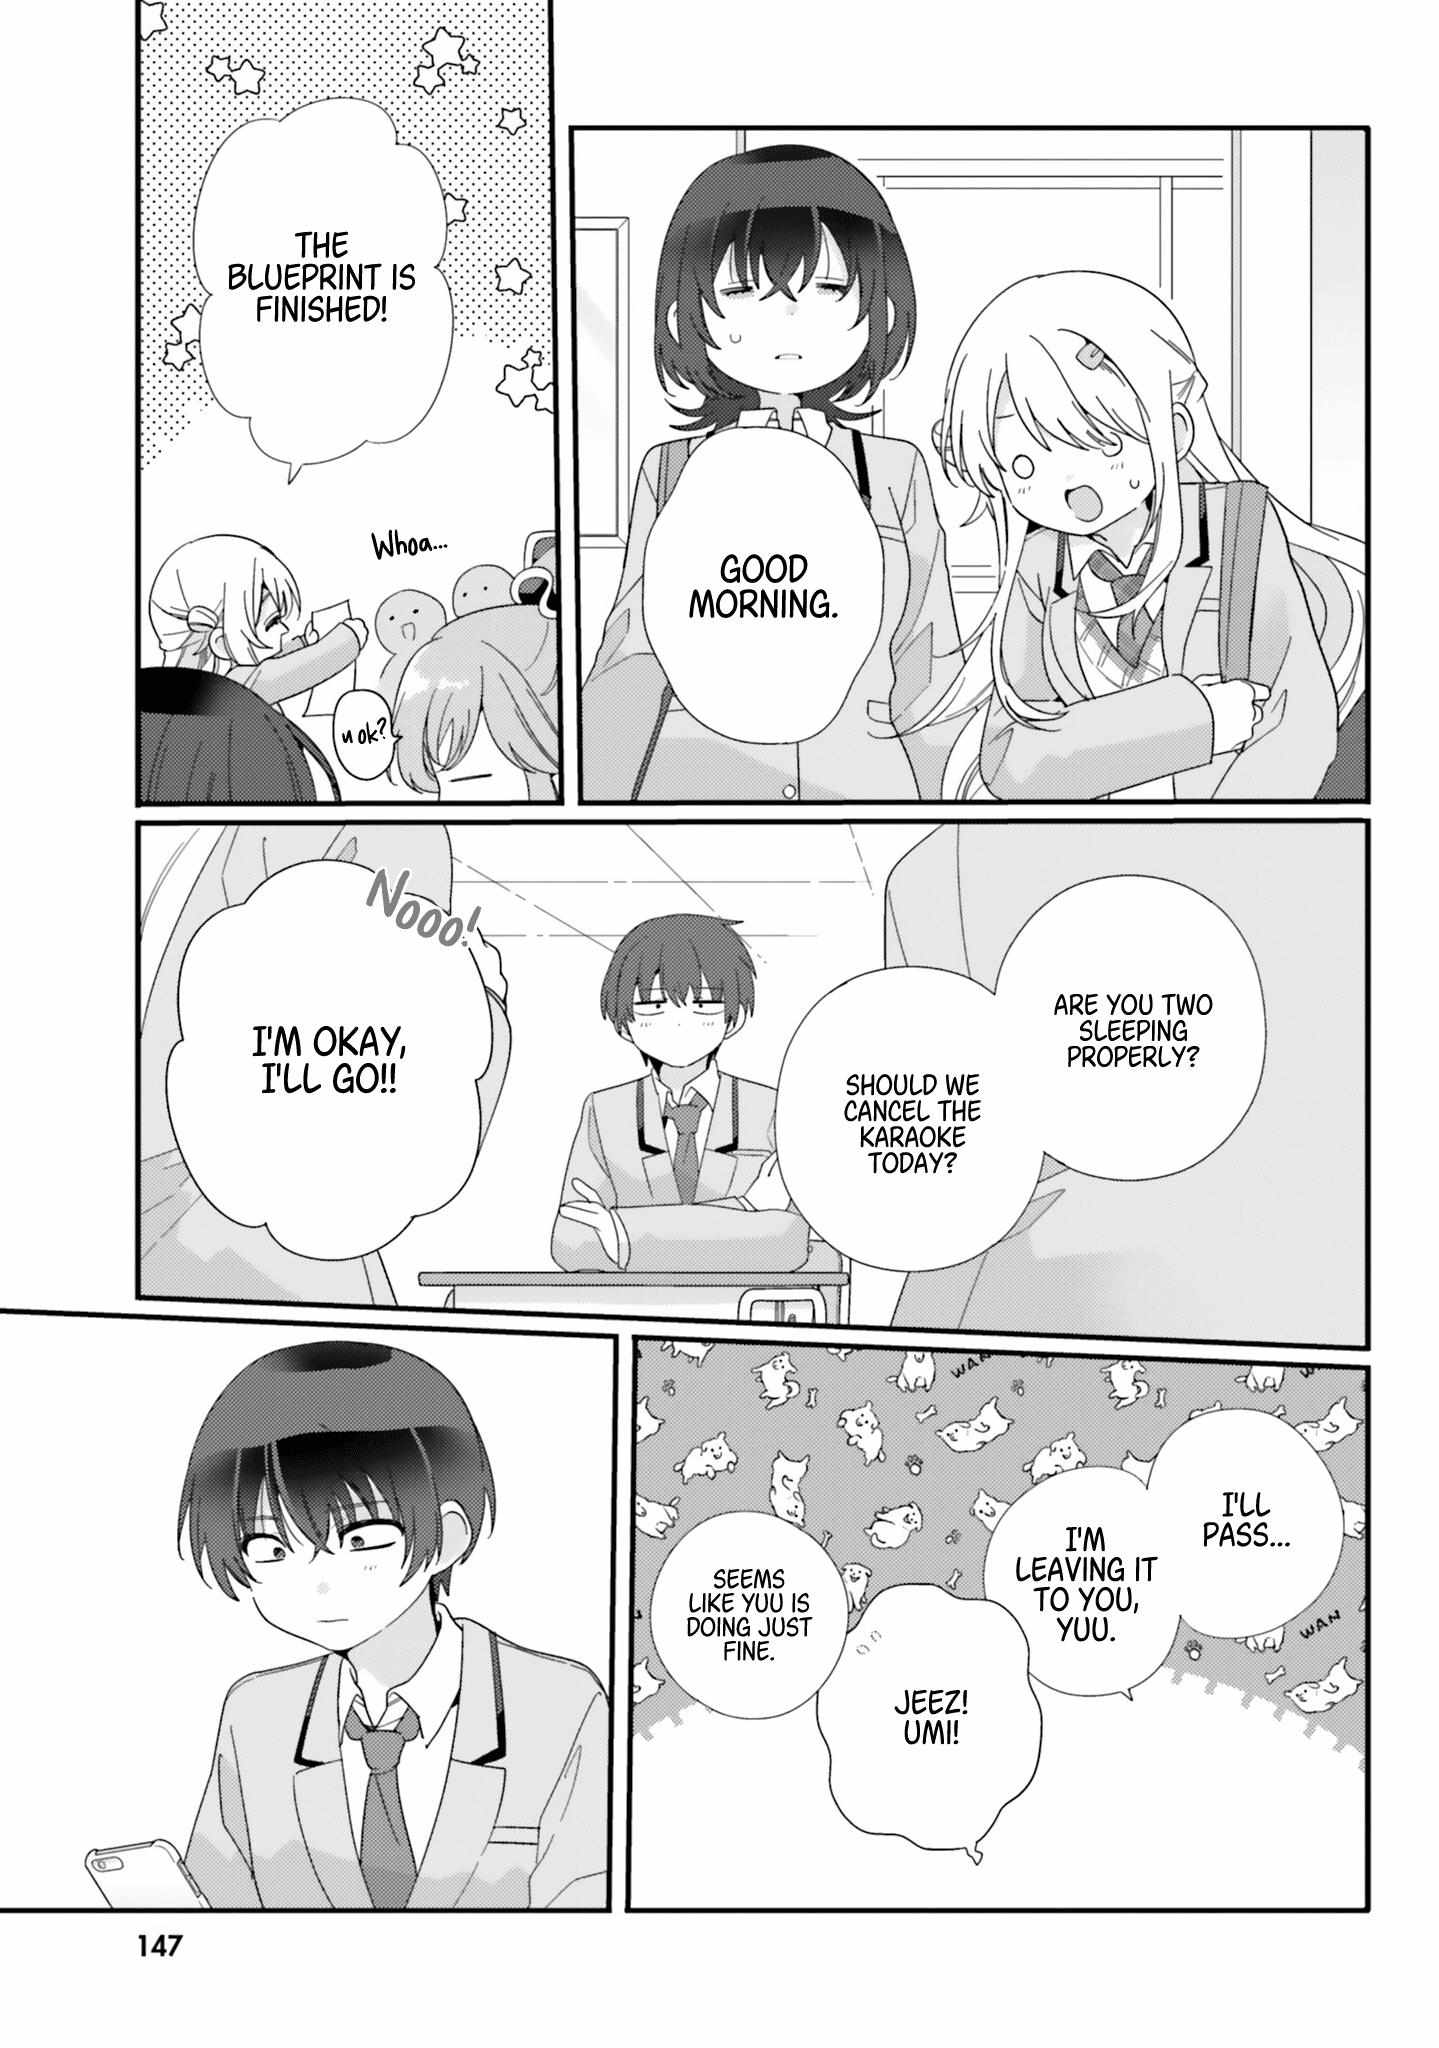 GOOD
MORNING.
THE
BLUEPRINT IS
FINISHED!
Whoa...
u ok?
ARE YOU TWO
SLEEPING
PROPERLY?
SHOULD WE
CANCEL THE
KARAOKE
TODAY?
Nooo!
I'M OKAY,
I'LL GO!!
WAN
I'LL
PASS...
I'M
LEAVING IT
TO YOU,
YUU.
WAN
JEEZ!
UMI!
SEEMS
LIKE YUU IS
DOING JUST
FINE.
147